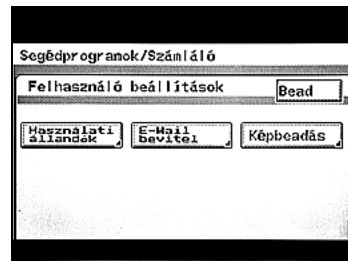 Segédprogramok/Számláló
Felhasználó beállítások
Bead
Használati
állandók
E-Mail
bevitel
Képbeadás